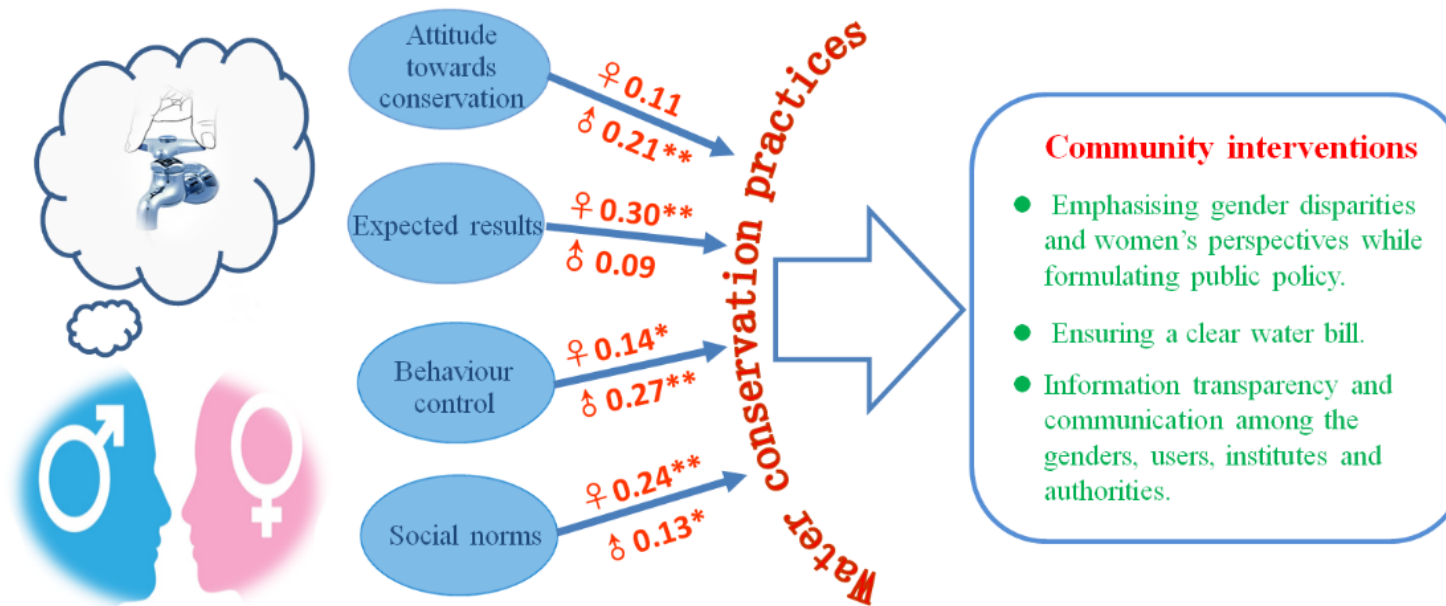 Attitude
towards
conservation
♀ 0.11
♂ 0.21**
Expected results
♀ 0.30**
♂ 0.09
Behaviour
control
♀ 0.14*
♂ 0.27**
Social norms
♀ 0.24**
♂ 0.13*
Water conservation practices
Community interventions
● Emphasising gender disparities
and women's perspectives while
formulating public policy.
● Ensuring a clear water bill.
● Information transparency and
communication among the
genders, users, institutes and
authorities.